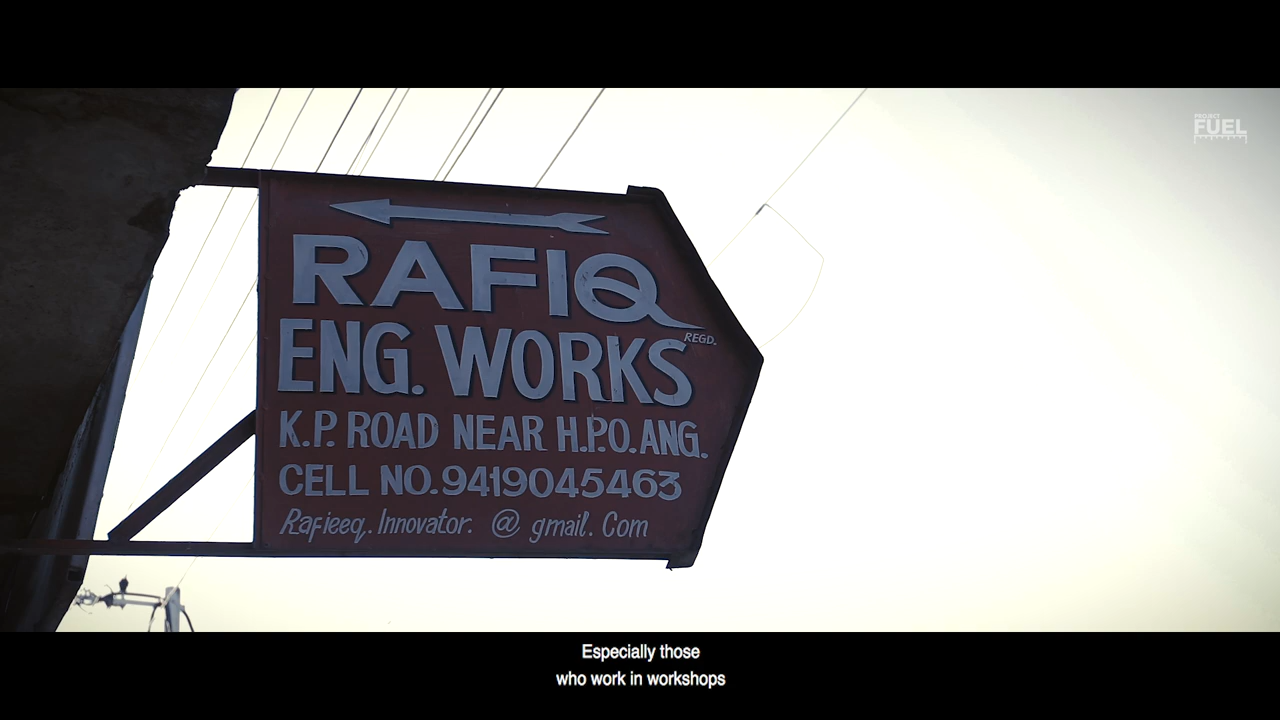 PROJECT
FUEL
RAFIQ
REGD.
ENG. WORKS
K.P. ROAD NEAR H.P.O. ANG.
CELL NO. 9419045463
Rafieeq. Innovator. @ gmail. Com
Especially those
who work in workshops